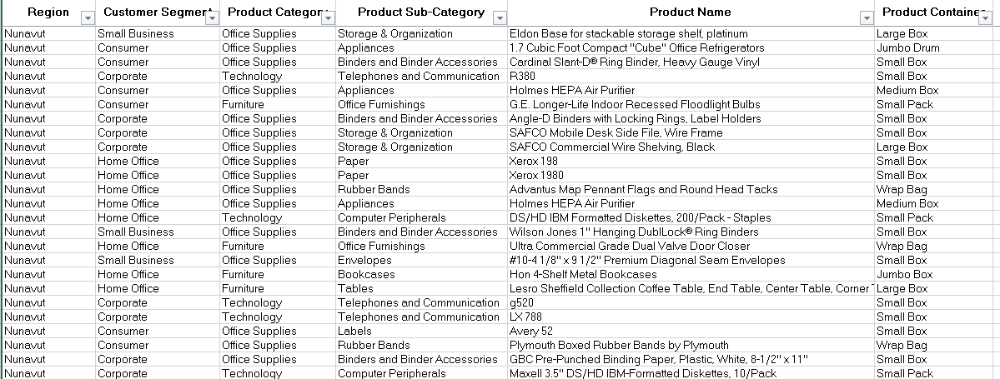 Region Customer Segment Product Category Product Sub-Category Product Name Product Container
Nunavut Small Business Office Supplies Storage & Organization Eldon Base for stackable storage shelf, platinum Large Box
Nunavut Consumer Office Supplies Appliances 1.7 Cubic Foot Compact "Cube" Office Refrigerators Jumbo Drum
Nunavut Consumer Office Supplies Binders and Binder Accessories Cardinal Slant-D® Ring Binder, Heavy Gauge Vinyl Small Box
Nunavut Corporate Technology Telephones and Communication R380 Small Box
Nunavut Consumer Office Supplies Appliances Holmes HEPA Air Purifier Medium Box
Nunavut Consumer Furniture Office Furnishings G.E. Longer-Life Indoor Recessed Floodlight Bulbs Small Pack
Nunavut Corporate Office Supplies Binders and Binder Accessories Angle-D Binders with Locking Rings, Label Holders Small Box
Nunavut Corporate Office Supplies Storage & Organization SAFCO Mobile Desk Side File, Wire Frame Small Box
Nunavut Corporate Office Supplies Storage & Organization SAFCO Commercial Wire Shelving, Black Large Box
Nunavut Home Office Office Supplies Paper Xerox 198 Small Box
Nunavut Home Office Office Supplies Paper Xerox 1980 Small Box
Nunavut Home Office Office Supplies Rubber Bands Advantus Map Pennant Flags and Round Head Tacks Wrap Bag
Nunavut Home Office Office Supplies Appliances Holmes HEPA Air Purifier Medium Box
Nunavut Home Office Technology Computer Peripherals DS/HD IBM Formatted Diskettes, 200/Pack - Staples Small Pack
Nunavut Small Business Office Supplies Binders and Binder Accessories Wilson Jones 1" Hanging DublLock® Ring Binders Small Box
Nunavut Home Office Furniture Office Furnishings Ultra Commercial Grade Dual Valve Door Closer Wrap Bag
Nunavut Small Business Office Supplies Envelopes #10-4 1/8" x 9 1/2" Premium Diagonal Seam Envelopes Small Box
Nunavut Home Office Furniture Bookcases Hon 4-Shelf Metal Bookcases Jumbo Box
Nunavut Home Office Furniture Tables Lesro Sheffield Collection Coffee Table, End Table, Center Table, Corner Large Box
Nunavut Corporate Technology Telephones and Communication g520 Small Box
Nunavut Corporate Technology Telephones and Communication LX 788 Small Box
Nunavut Consumer Office Supplies Labels Avery 52 Small Box
Nunavut Consumer Office Supplies Rubber Bands Plymouth Boxed Rubber Bands by Plymouth Wrap Bag
Nunavut Corporate Office Supplies Binders and Binder Accessories GBC Pre-Punched Binding Paper, Plastic, White, 8-1/2" x 11" Small Box
Nunavut Corporate Technology Computer Peripherals Maxell 3.5" DS/HD IBM-Formatted Diskettes, 10/Pack Small Pack